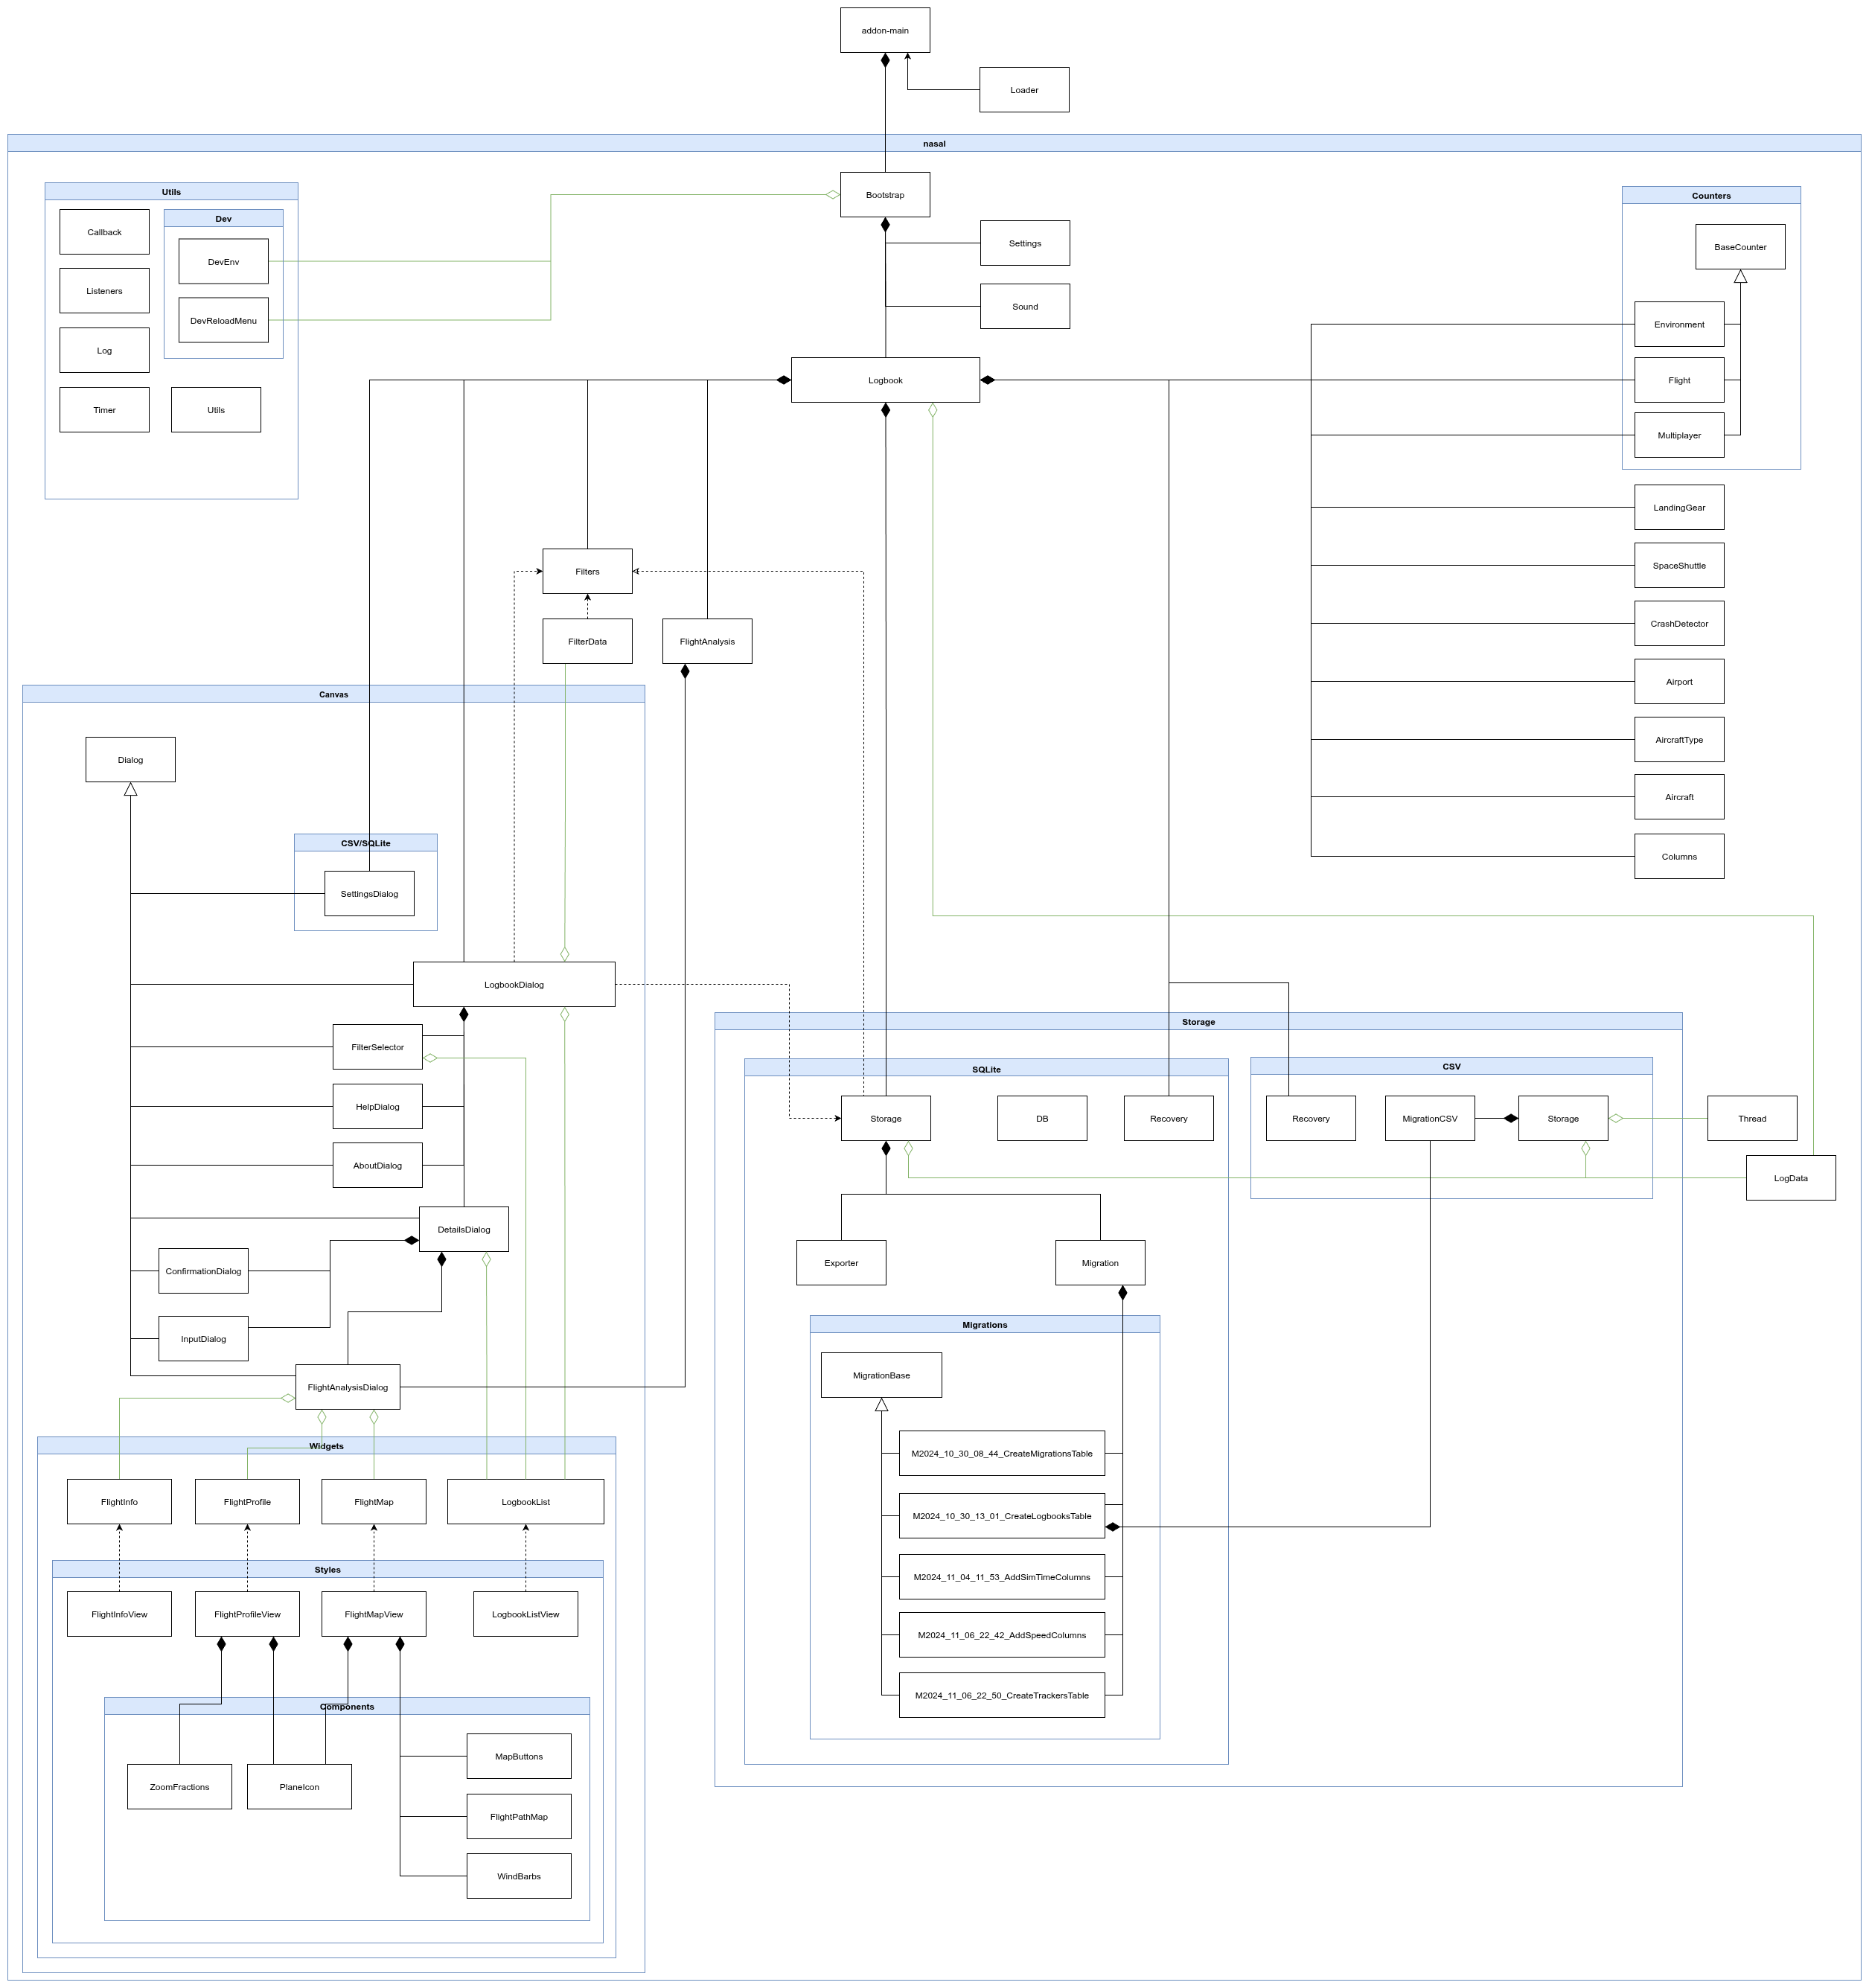 addon-main
Loader
nasal
Utils
Callback
Dev
DevEnv
Listeners
DevReloadMenu
Log
Timer
Utils
Bootstrap
Settings
Sound
Logbook
Counters
BaseCounter
Environment
Flight
Multiplayer
LandingGear
SpaceShuttle
CrashDetector
Airport
AircraftType
Aircraft
Columns
Filters
FilterData
FlightAnalysis
Canvas
Dialog
CSV/SQLite
SettingsDialog
LogbookDialog
FilterSelector
HelpDialog
AboutDialog
DetailsDialog
ConfirmationDialog
InputDialog
FlightAnalysisDialog
Widgets
FlightInfo
FlightProfile
FlightMap
LogbookList
Styles
FlightInfoView
FlightProfileView
FlightMapView
LogbookListView
Components
ZoomFractions
PlaneIcon
MapButtons
FlightPathMap
WindBarbs
Storage
SQLite
Storage
DB
Recovery
Exporter
Migration
Migrations
MigrationBase
M2024_10_30_08_44_CreateMigrationsTable
M2024_10_30_13_01_CreateLogbooksTable
M2024_11_04_11_53_AddSimTimeColumns
M2024_11_06_22_42_AddSpeedColumns
M2024_11_06_22_50_CreateTrackersTable
CSV
Recovery
MigrationCSV
Storage
Thread
LogData